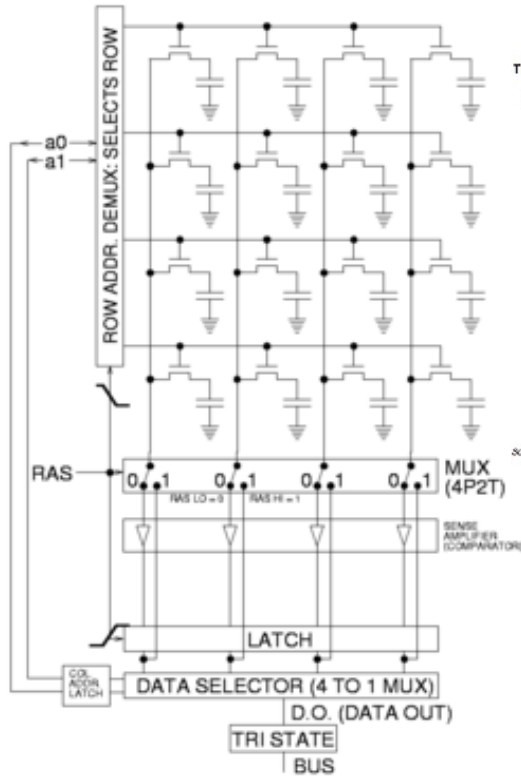 ROW ADDR. DEMUX: SELECTS ROW
T
a0
a1
RAS
0 1 0 1 0 1 0 1
MUX
(4P2T)
RAS LO = 0 RAS HI = 1
SENSE
AMPLIFIER
(COMPARATOR)
LATCH
COL.
ADDR.
LATCH
DATA SELECTOR (4 TO 1 MUX)
D.O. (DATA OUT)
TRI STATE
BUS